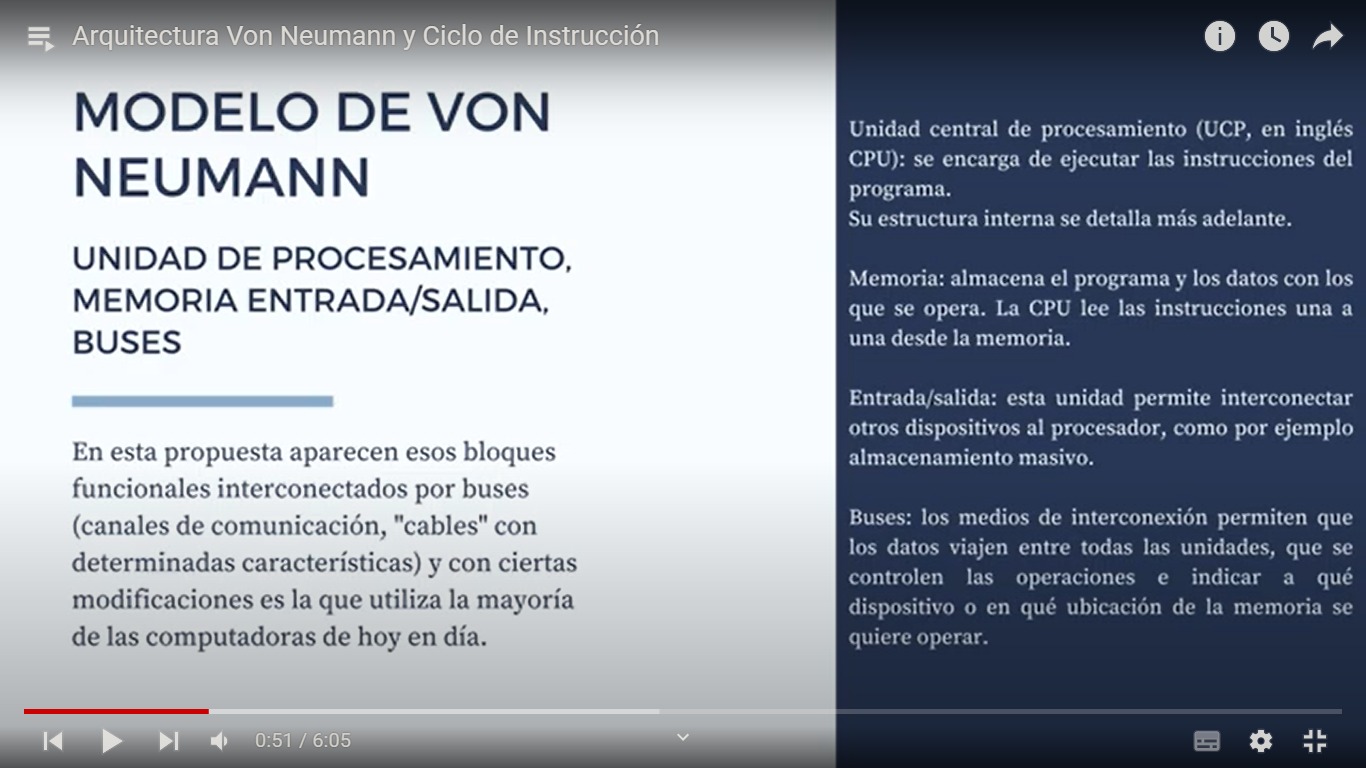 Arquitectura Von Neumann y Ciclo de Instrucción
MODELO DE VON
NEUMANN
UNIDAD DE PROCESAMIENTO,
MEMORIA ENTRADA/SALIDA,
BUSES
En esta propuesta aparecen esos bloques
funcionales interconectados por buses
(canales de comunicación, "cables" con
determinadas características) y con ciertas
modificaciones es la que utiliza la mayoría
de las computadoras de hoy en día.
Unidad central de procesamiento (UCP, en inglés
CPU): se encarga de ejecutar las instrucciones del
programa.
Su estructura interna se detalla más adelante.
Memoria: almacena el programa y los datos con los
que se opera. La CPU lee las instrucciones una a
una desde la memoria.
Entrada/salida: esta unidad permite interconectar
otros dispositivos al procesador, como por ejemplo
almacenamiento masivo.
Buses: los medios de interconexión permiten que
los datos viajen entre todas las unidades, que se
controlen las operaciones e indicar a qué
dispositivo o en qué ubicación de la memoria se
quiere operar.
0:51 / 6:05